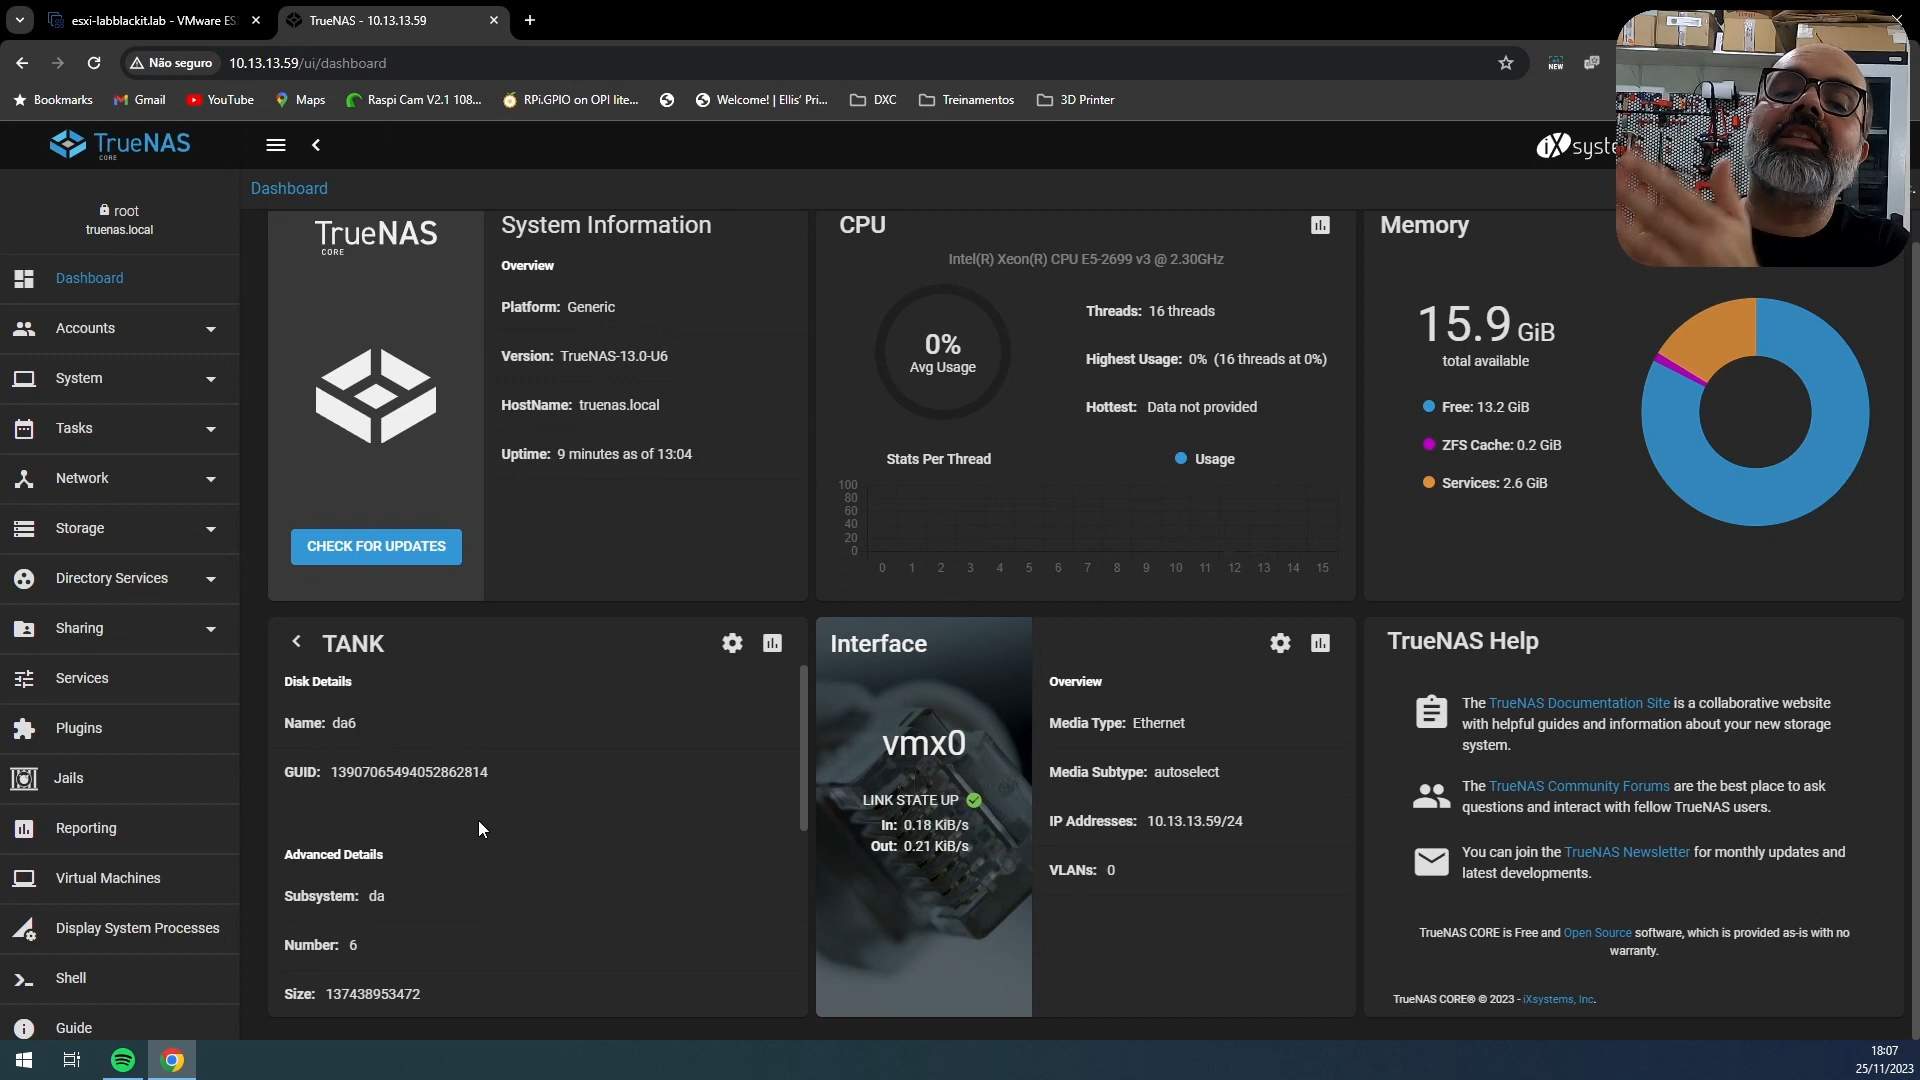 esxi-labblackit.lab - VMware ES
TrueNAS - 10.13.13.59
Não seguro
10.13.13.59/ui/dashboard
NEW
Bookmarks
Gmail
YouTube
Maps
Raspi Cam V2.1 108...
RPi.GPIO on OPI lite...
Welcome! | Ellis' Pri...
DXC
Treinamentos
3D Printer
TrueNAS
CORE
iXsyste
Dashboard
root
truenas.local
Dashboard
Accounts
System
Tasks
Network
Storage
Directory Services
Sharing
Services
Plugins
Jails
Reporting
Virtual Machines
Display System Processes
Shell
Guide
TrueNAS
CORE
CHECK FOR UPDATES
System Information
Overview
Platform: Generic
Version: TrueNAS-13.0-U6
HostName: truenas.local
Uptime: 9 minutes as of 13:04
CPU
Intel(R) Xeon(R) CPU E5-2699 v3 @ 2.30GHz
0%
Avg Usage
Threads: 16 threads
Highest Usage: 0% (16 threads at 0%)
Hottest: Data not provided
Stats Per Thread
Usage
100
80
60
40
20
0
0 1 2 3 4 5 6 7 8 9 10 11 12 13 14 15
Memory
15.9 GiB
total available
Free: 13.2 GiB
ZFS Cache: 0.2 GiB
Services: 2.6 GiB
TANK
Disk Details
Name: da6
GUID: 13907065494052862814
Advanced Details
Subsystem: da
Number: 6
Size: 137438953472
Interface
vmx0
LINK STATE UP
In: 0.18 KiB/s
Out: 0.21 KiB/s
Overview
Media Type: Ethernet
Media Subtype: autoselect
IP Addresses: 10.13.13.59/24
VLANs: 0
TrueNAS Help
The TrueNAS Documentation Site is a collaborative website
with helpful guides and information about your new storage
system.
The TrueNAS Community Forums are the best place to ask
questions and interact with fellow TrueNAS users.
You can join the TrueNAS Newsletter for monthly updates and
latest developments.
TrueNAS CORE is Free and Open Source software, which is provided as-is with no
warranty.
TrueNAS CORE® © 2023 - iXsystems, Inc.
18:07
25/11/2023